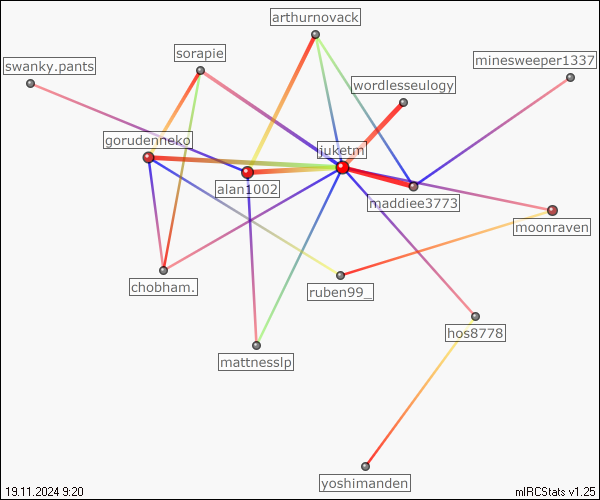 arthurnovack
sorapie
swanky.pants
minesweeper1337
wordlesseulogy
gorudenneko
juketm
alan1002
maddiee3773
moonraven
chobham.
ruben99_
hos8778
mattnesslp
yoshimanden
19.11.2024 9:20
mIRCStats v1.25